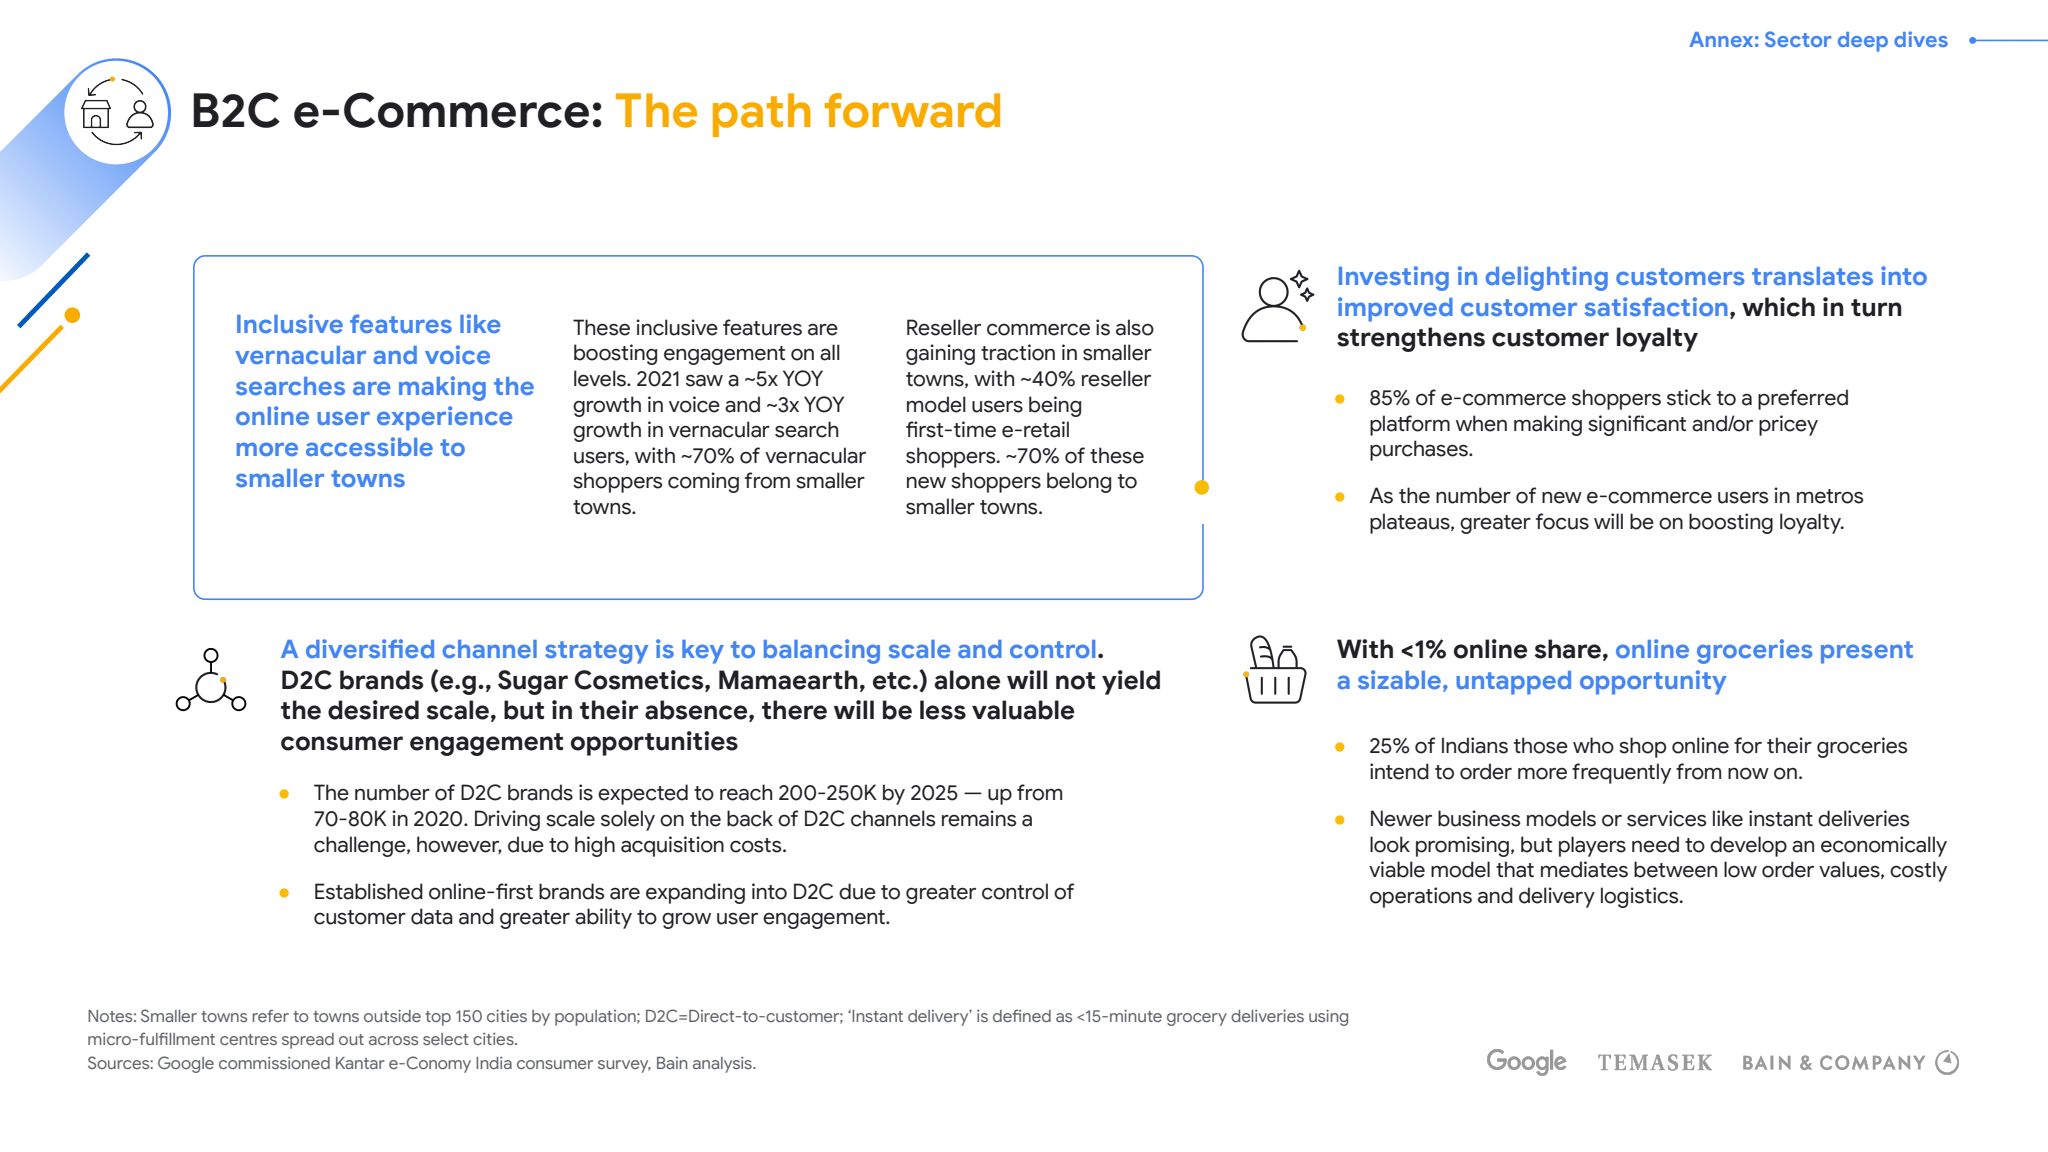 Annex: Sector deep dives
B2C e-Commerce: The path forward
Inclusive features like
vernacular and voice
searches are making the
online user experience
more accessible to
smaller towns
These inclusive features are
boosting engagement on all
levels. 2021 saw a ~5x YOY
growth in voice and ~3x YOY
growth in vernacular search
users, with ~70% of vernacular
shoppers coming from smaller
towns.
Reseller commerce is also
gaining traction in smaller
towns, with ~40% reseller
model users being
first-time e-retail
shoppers. ~70% of these
new shoppers belong to
smaller towns.
Investing in delighting customers translates into
improved customer satisfaction, which in turn
strengthens customer loyalty
85% of e-commerce shoppers stick to a preferred
platform when making significant and/or pricey
purchases.
As the number of new e-commerce users in metros
plateaus, greater focus will be on boosting loyalty.
A diversified channel strategy is key to balancing scale and control.
D2C brands (e.g., Sugar Cosmetics, Mamaearth, etc.) alone will not yield
the desired scale, but in their absence, there will be less valuable
consumer engagement opportunities
The number of D2C brands is expected to reach 200-250K by 2025 — up from
70-80K in 2020. Driving scale solely on the back of D2C channels remains a
challenge, however, due to high acquisition costs.
Established online-first brands are expanding into D2C due to greater control of
customer data and greater ability to grow user engagement.
With <1% online share, online groceries present
a sizable, untapped opportunity
25% of Indians those who shop online for their groceries
intend to order more frequently from now on.
Newer business models or services like instant deliveries
look promising, but players need to develop an economically
viable model that mediates between low order values, costly
operations and delivery logistics.
Notes: Smaller towns refer to towns outside top 150 cities by population; D2C=Direct-to-customer; ‘Instant delivery’ is defined as <15-minute grocery deliveries using
micro-fulfillment centres spread out across select cities.
Sources: Google commissioned Kantar e-Conomy India consumer survey, Bain analysis.
Google TEMASEK BAIN & COMPANY